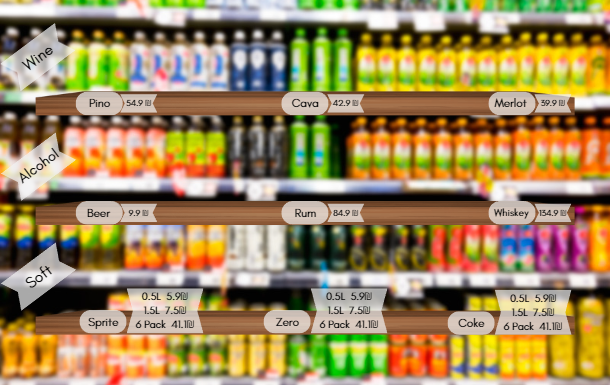 Wine
Pino 54.9 ₪
Cava 42.9 ₪
Merlot 39.9 ₪
Alcohol
Beer 9.9 ₪
Rum 84.9 ₪
Whiskey 134.9 ₪
Soft
Sprite
0.5L 5.9₪
1.5L 7.5₪
6 Pack 41.1₪
Zero
0.5L 5.9₪
1.5L 7.5₪
6 Pack 41.1₪
Coke
0.5L 5.9₪
1.5L 7.5₪
6 Pack 41.1₪